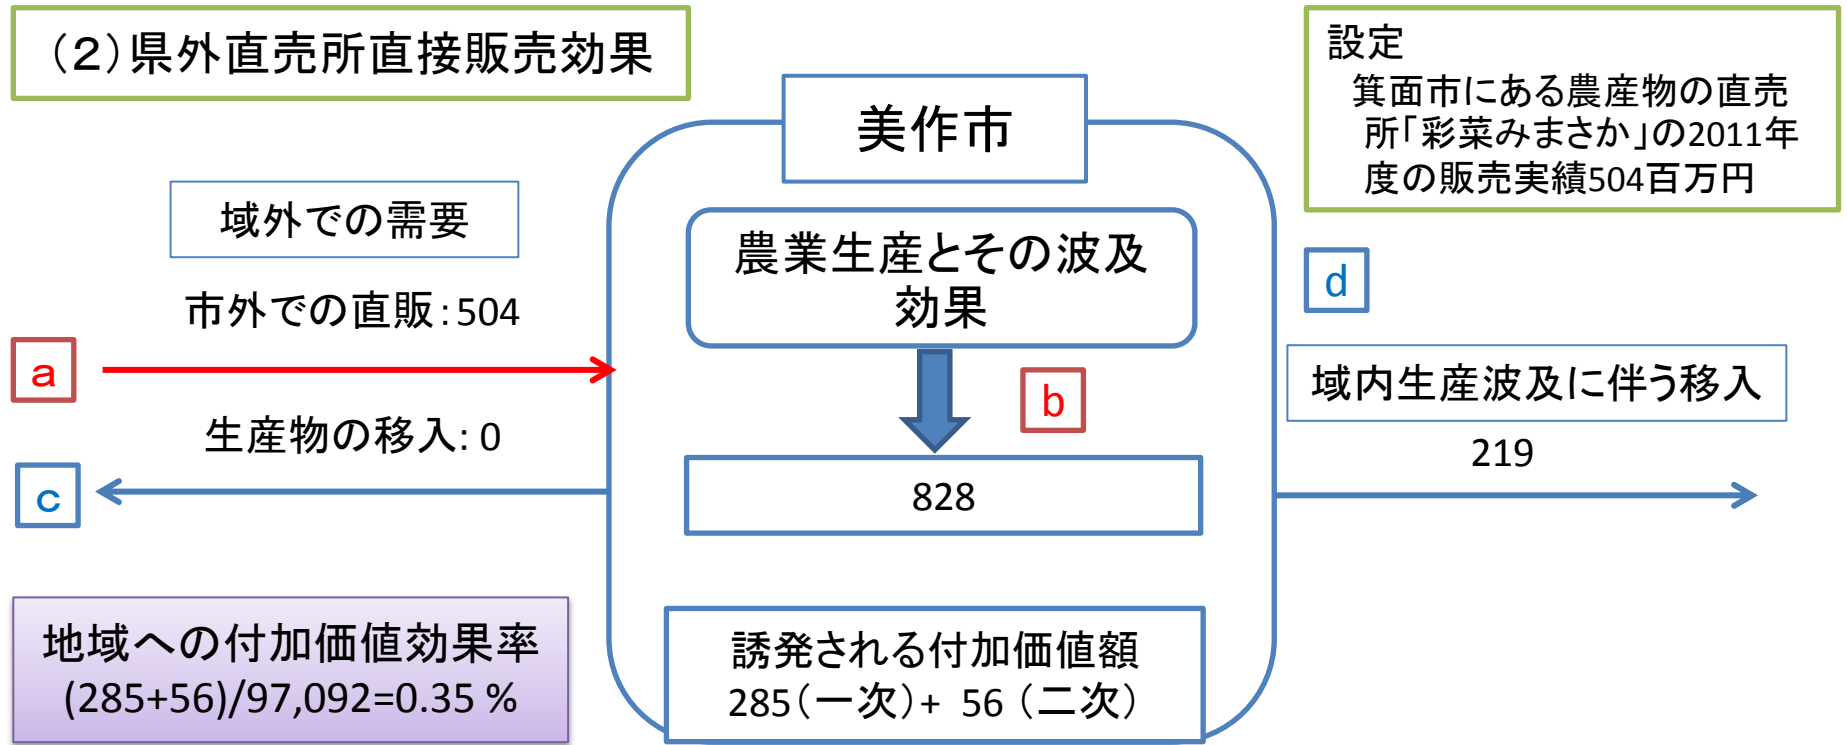 （２）県外直売所直接販売効果
設定
箕面市にある農産物の直売
所「彩菜みまさか」の2011年
度の販売実績504百万円
美作市
域外での需要
農業生産とその波及
効果
市外での直販：504
a
生産物の移入: 0
c
b
828
d
域内生産波及に伴う移入
219
地域への付加価値効果率
(285+56)/97,092=0.35 %
誘発される付加価値額
285（一次）+ 56（二次）